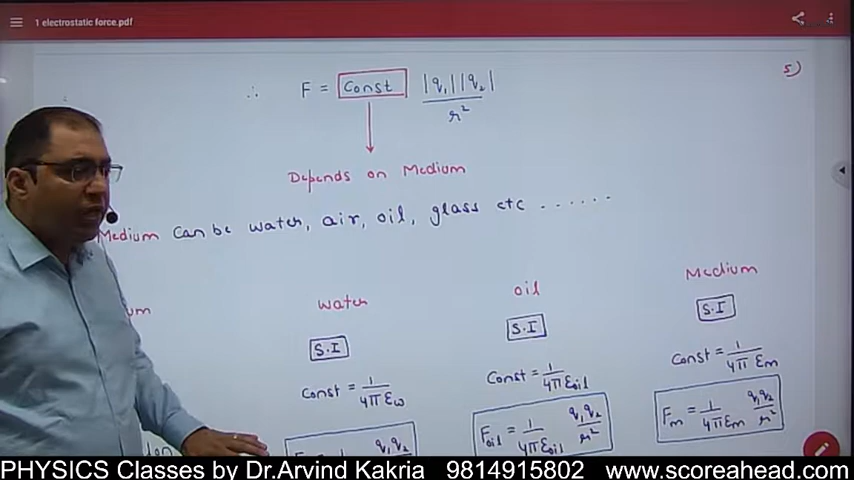 1 electrostatic force.pdf
5)
∴ F = Const |q₁||q₂| / r²
Depends on Medium
Medium Can be water, air, oil, glass etc ......
water oil Medium
S.I S.I S.I
Const = 1/4πεw Const = 1/4πεoil Const = 1/4πεm
q₁q₂ Foil = 1/4πεoil q₁q₂/r² Fm = 1/4πεm q₁q₂/r²
PHYSICS Classes by Dr.Arvind Kakria 9814915802 www.scoreahead.com